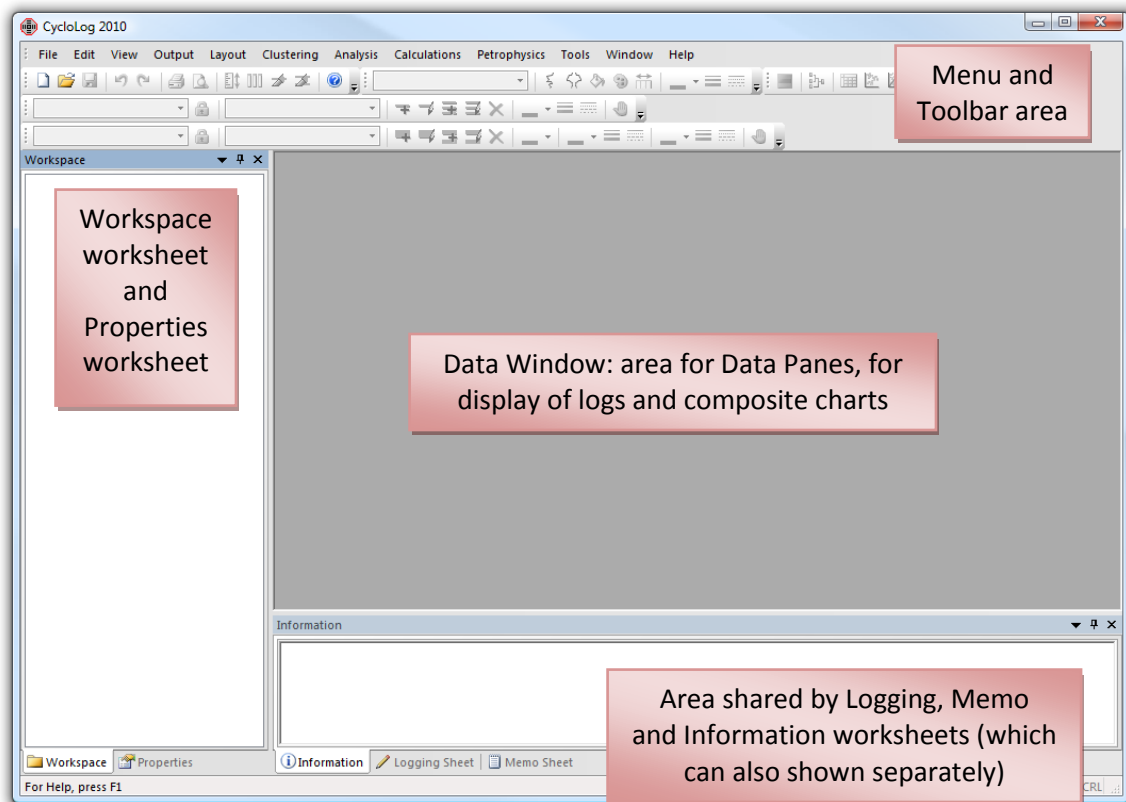 CycloLog 2010
File Edit View Output Layout Clustering Analysis Calculations Petrophysics Tools Window Help
Menu and
Toolbar area
Workspace
Workspace
worksheet
and
Properties
worksheet
Data Window: area for Data Panes, for
display of logs and composite charts
Information
Area shared by Logging, Memo
and Information worksheets (which
can also shown separately)
Workspace Properties
Information Logging Sheet Memo Sheet
For Help, press F1
CRL